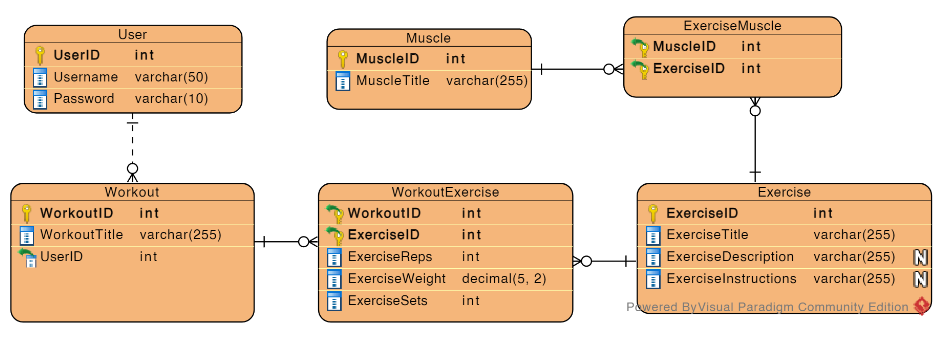 User
UserID int
Username varchar(50)
Password varchar(10)
Muscle
MuscleID int
MuscleTitle varchar(255)
ExerciseMuscle
MuscleID int
ExerciseID int
Workout
WorkoutID int
WorkoutTitle varchar(255)
UserID int
WorkoutExercise
WorkoutID int
ExerciseID int
ExerciseReps int
ExerciseWeight decimal(5, 2)
ExerciseSets int
Exercise
ExerciseID int
ExerciseTitle varchar(255)
ExerciseDescription varchar(255) N
ExerciseInstructions varchar(255) N
Powered By Visual Paradigm Community Edition